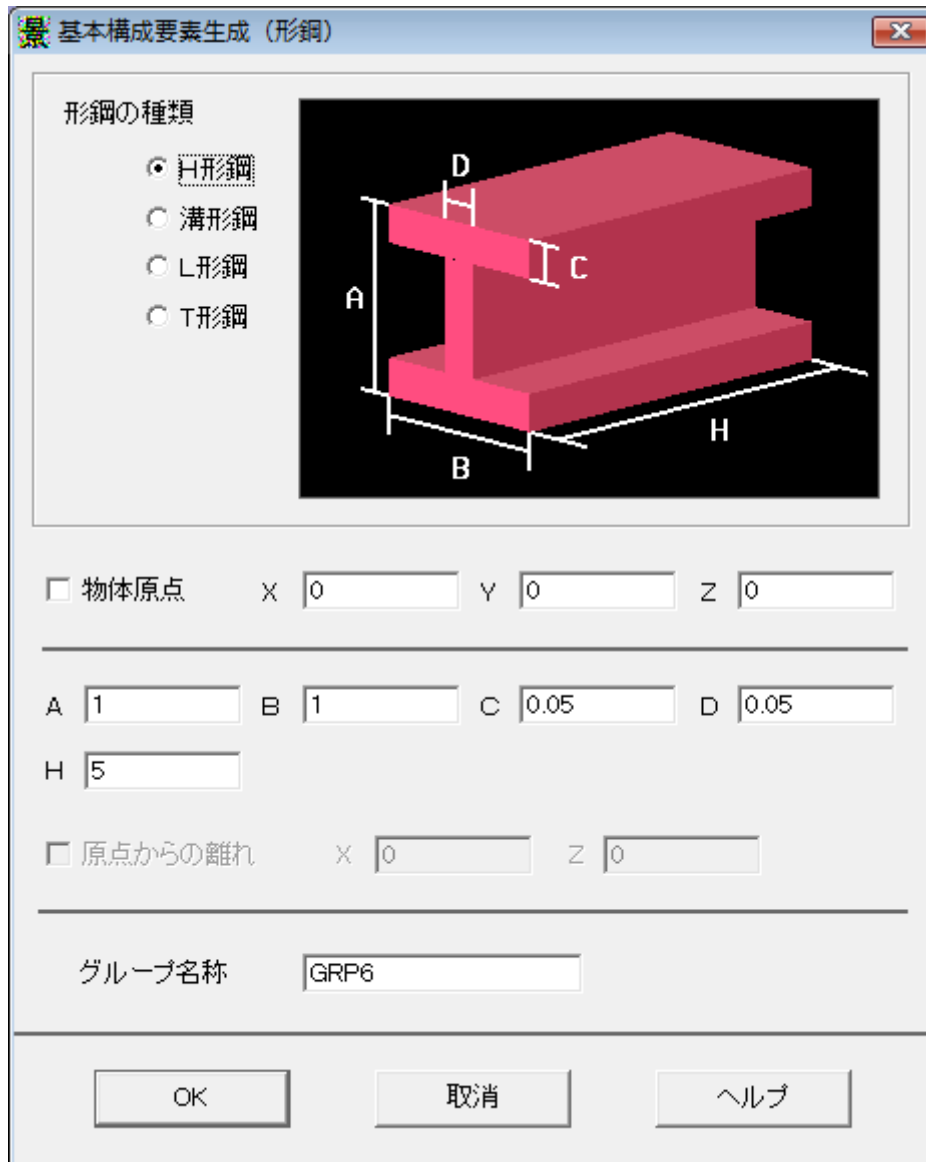 基本構成要素生成（形鋼）
形鋼の種類
H形鋼
溝形鋼
L形鋼
T形鋼
D
C
A
H
B
物体原点 X 0 Y 0 Z 0
A 1 B 1 C 0.05 D 0.05
H 5
原点からの離れ X 0 Z 0
グループ名称 GRP6
OK 取消 ヘルプ